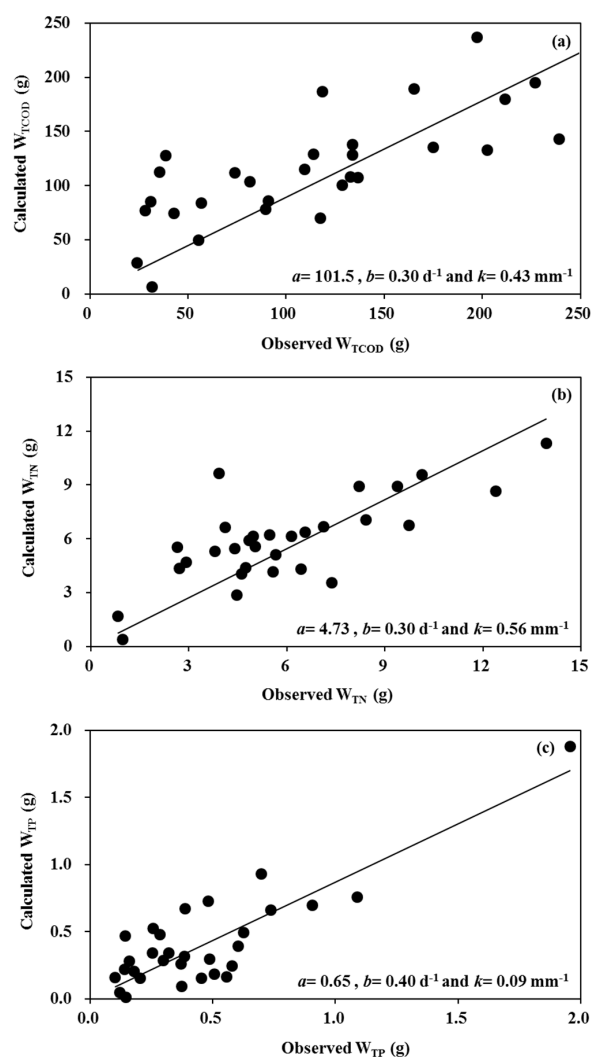 250
(a)
200
150
100
50
0
Calculated W_TCOD (g)
a= 101.5 , b= 0.30 d⁻¹ and k= 0.43 mm⁻¹
0 50 100 150 200 250
Observed W_TCOD (g)
15
(b)
12
9
6
3
0
Calculated W_TN (g)
a= 4.73 , b= 0.30 d⁻¹ and k= 0.56 mm⁻¹
0 3 6 9 12 15
Observed W_TN (g)
2.0
(c)
1.5
1.0
0.5
0.0
Calculated W_TP (g)
a= 0.65 , b= 0.40 d⁻¹ and k= 0.09 mm⁻¹
0.0 0.5 1.0 1.5 2.0
Observed W_TP (g)